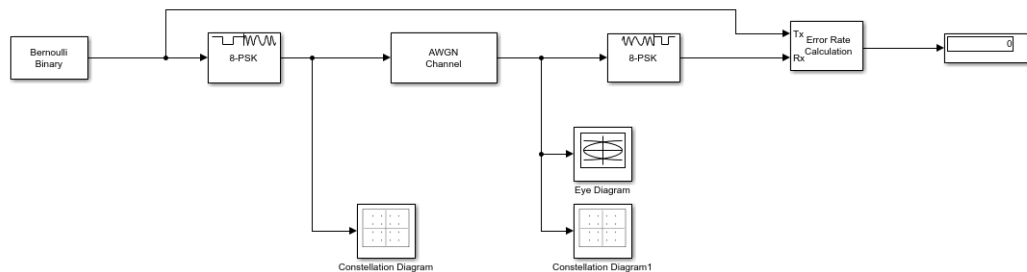 Bernoulli
Binary
8-PSK
AWGN
Channel
8-PSK
Tx
Rx
Error Rate
Calculation
0
Eye Diagram
Constellation Diagram
Constellation Diagram1